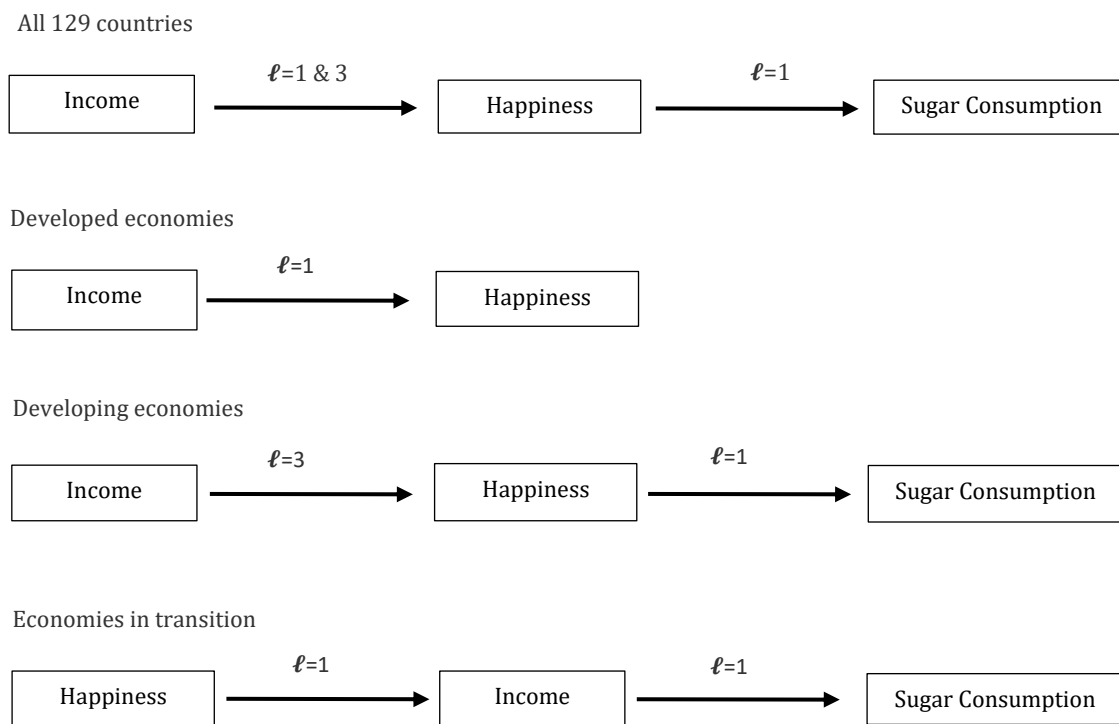 All 129 countries
ℓ=1 & 3
ℓ=1
Income
Happiness
Sugar Consumption
Developed economies
ℓ=1
Income
Happiness
Developing economies
ℓ=3
ℓ=1
Income
Happiness
Sugar Consumption
Economies in transition
ℓ=1
ℓ=1
Happiness
Income
Sugar Consumption